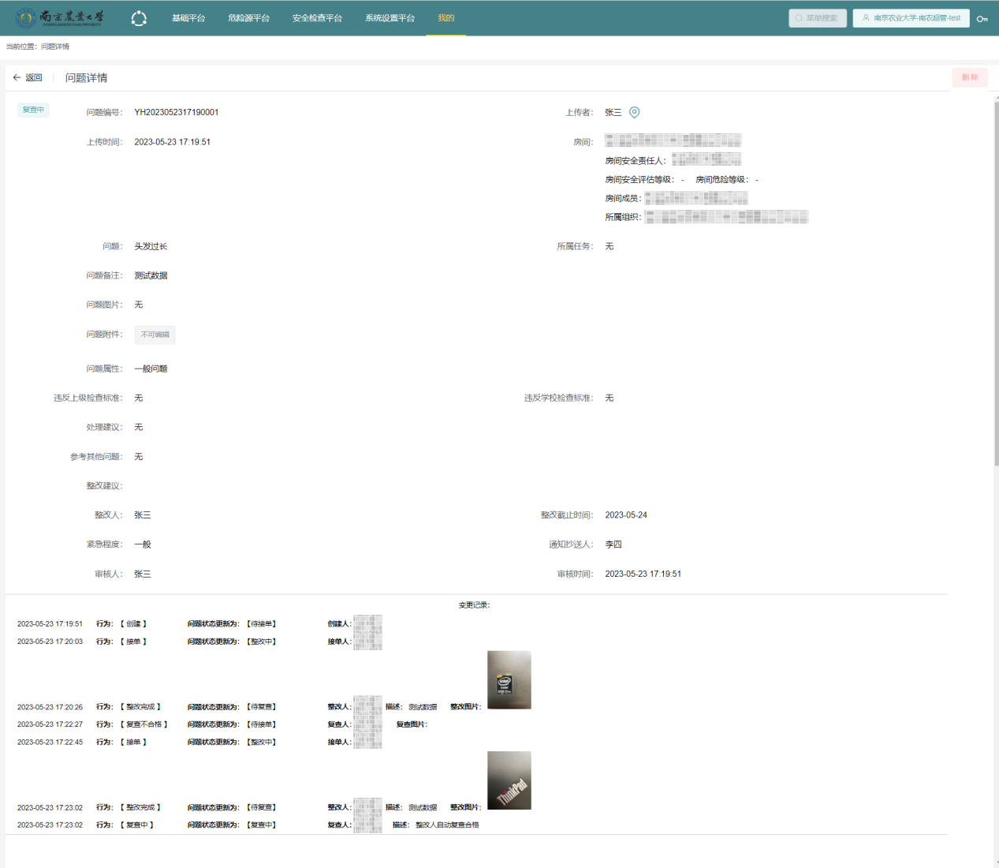 南京农业大学
NANJING AGRICULTURAL UNIVERSITY
基础平台 危险源平台 安全检查平台 系统设置平台 我的 菜单搜索 南京农业大学-南农超管-test
当前位置：问题详情
返回 问题详情 删除
复查中 问题编号： YH2023052317190001 上传者： 张三
上传时间： 2023-05-23 17:19:51 房间：
房间安全责任人：
房间安全评估等级： - 房间危险等级： -
房间成员：
所属组织：
问题： 头发过长 所属任务： 无
问题备注： 测试数据
问题图片： 无
问题附件： 不可编辑
问题属性： 一般问题
违反上级检查标准： 无 违反学校检查标准： 无
处理建议： 无
参考其他问题： 无
整改建议：
整改人： 张三 整改截止时间： 2023-05-24
紧急程度： 一般 通知抄送人： 李四
审核人： 张三 审核时间： 2023-05-23 17:19:51
变更记录：
2023-05-23 17:19:51 行为：【 创建 】 问题状态更新为：【待接单】 创建人：
2023-05-23 17:20:03 行为：【 接单 】 问题状态更新为：【整改中】 接单人：
intel
2023-05-23 17:20:26 行为：【 整改完成 】 问题状态更新为：【待复查】 整改人： 描述： 测试数据 整改图片：
2023-05-23 17:22:27 行为：【 复查不合格 】 问题状态更新为：【待接单】 复查人： 复查图片：
2023-05-23 17:22:45 行为：【 接单 】 问题状态更新为：【整改中】 接单人：
ThinkPad
2023-05-23 17:23:02 行为：【 整改完成 】 问题状态更新为：【待复查】 整改人： 描述： 测试数据 整改图片：
2023-05-23 17:23:02 行为：【 复查中 】 问题状态更新为：【复查中】 复查人： 描述： 整改人自动复查合格